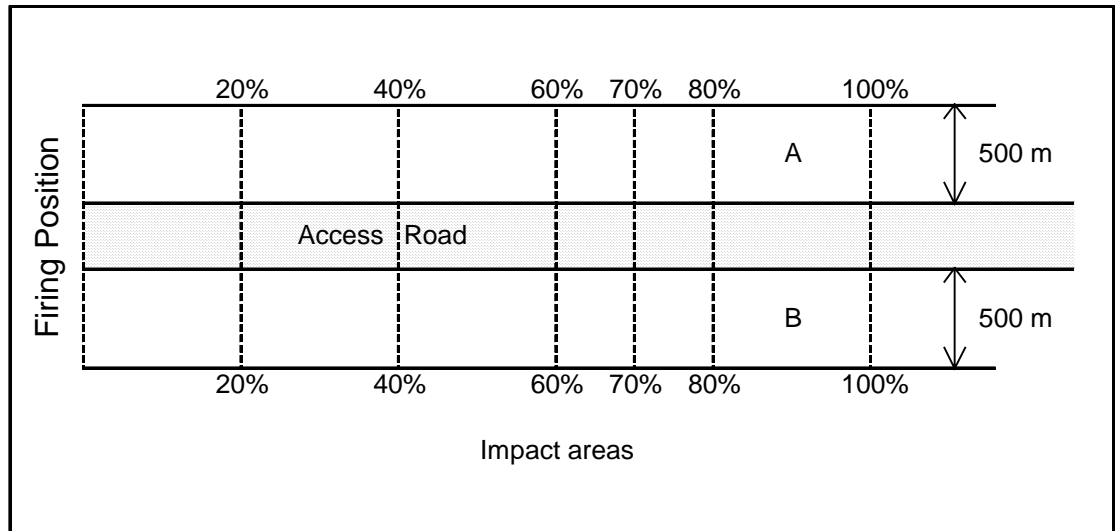 20% 40% 60% 70% 80% 100%
A
500 m
Firing Position
Access Road
B
500 m
20% 40% 60% 70% 80% 100%
Impact areas